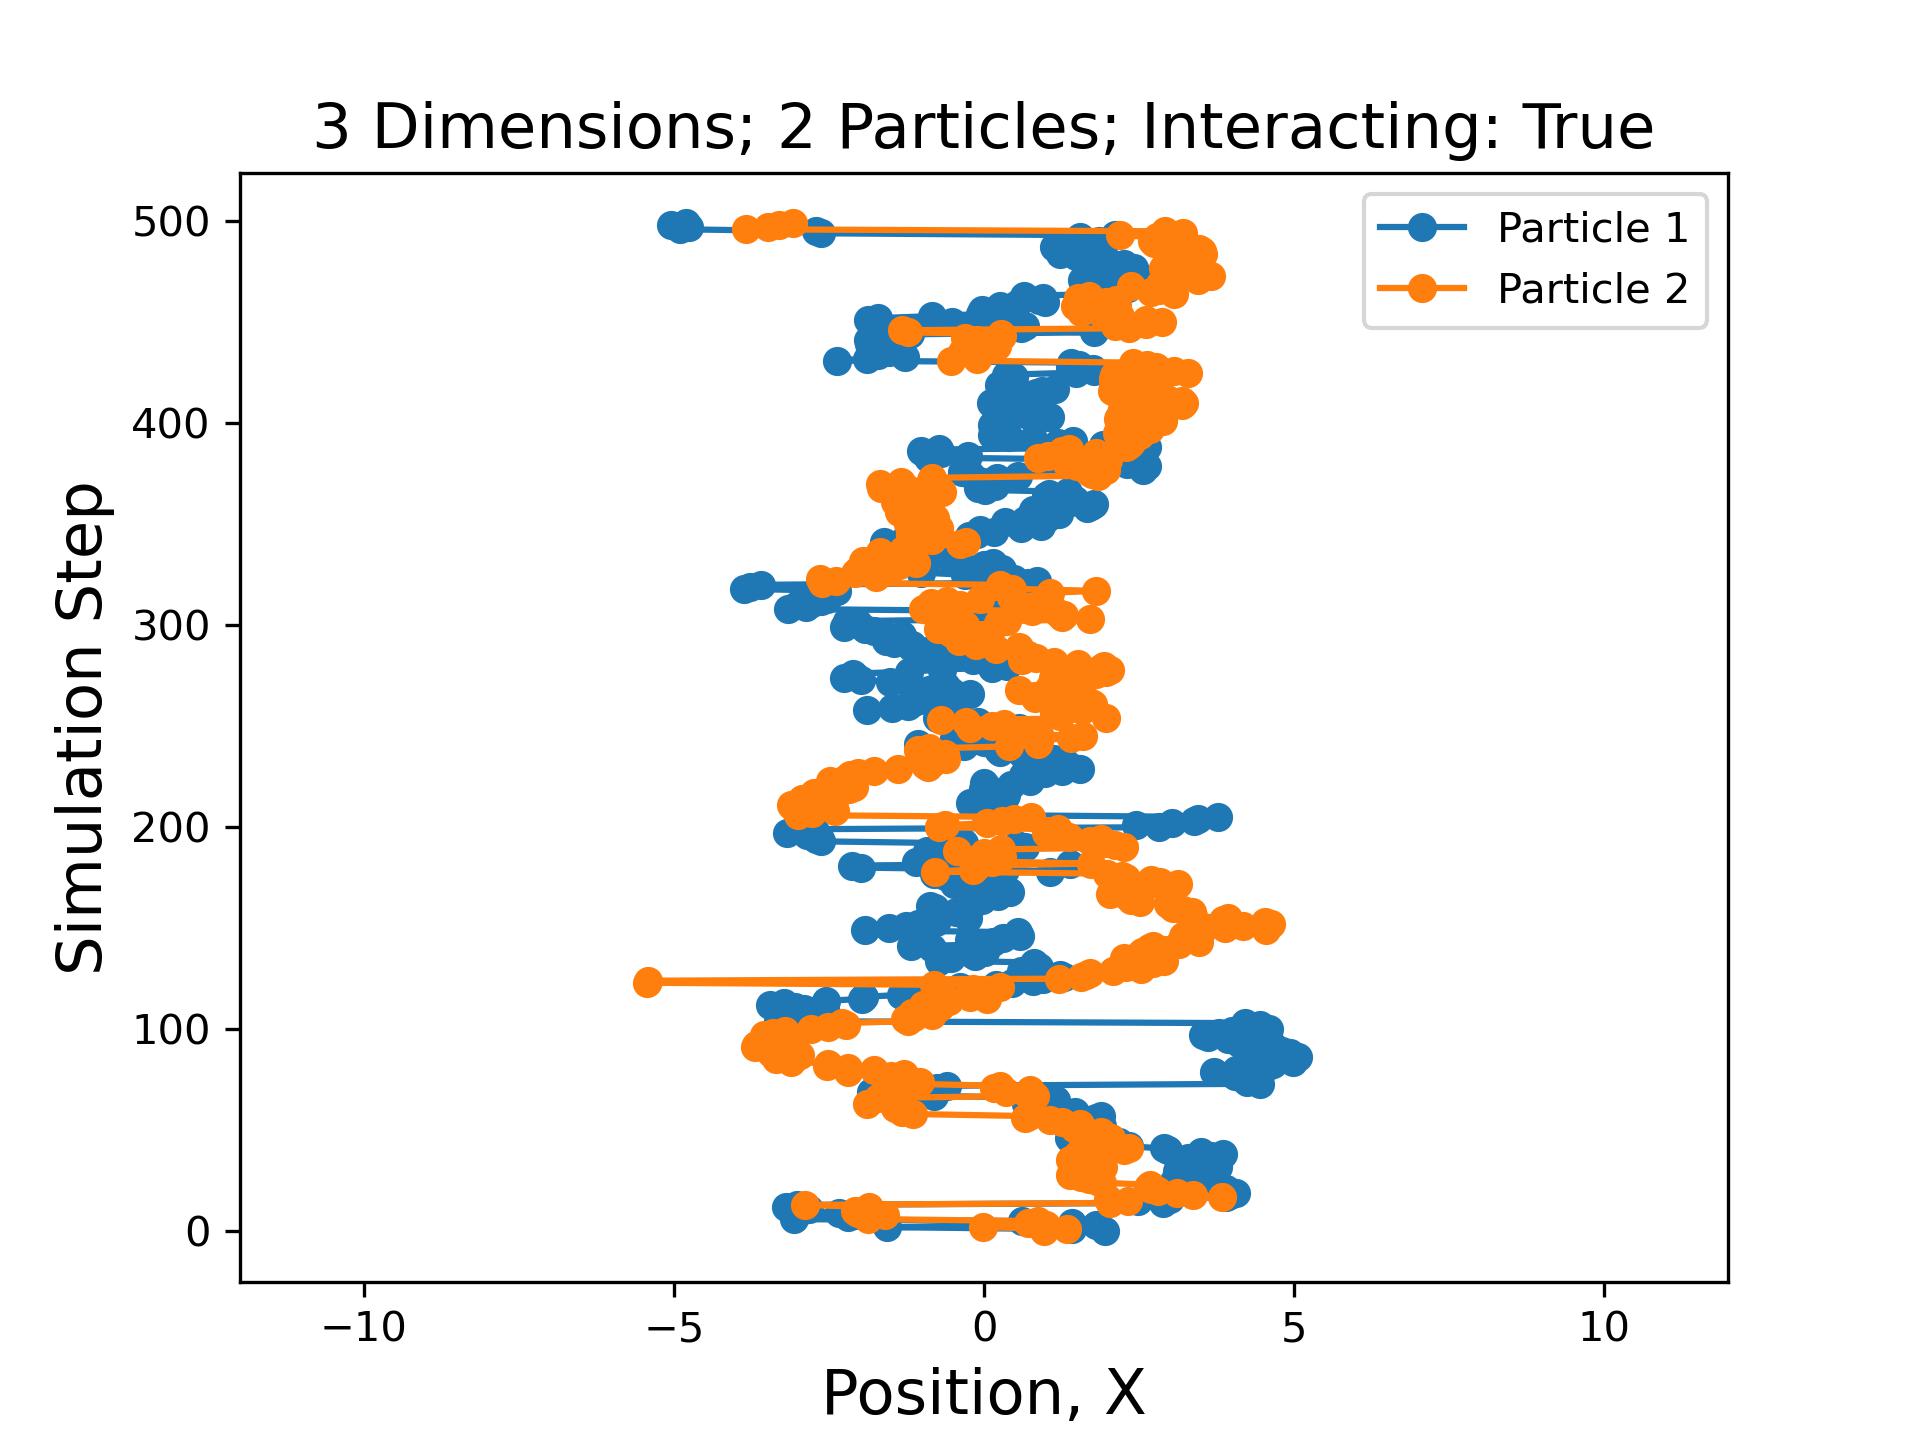 3 Dimensions; 2 Particles; Interacting: True
Particle 1
Particle 2
500
400
300
200
100
0
Simulation Step
−10
−5
0
5
10
Position, X